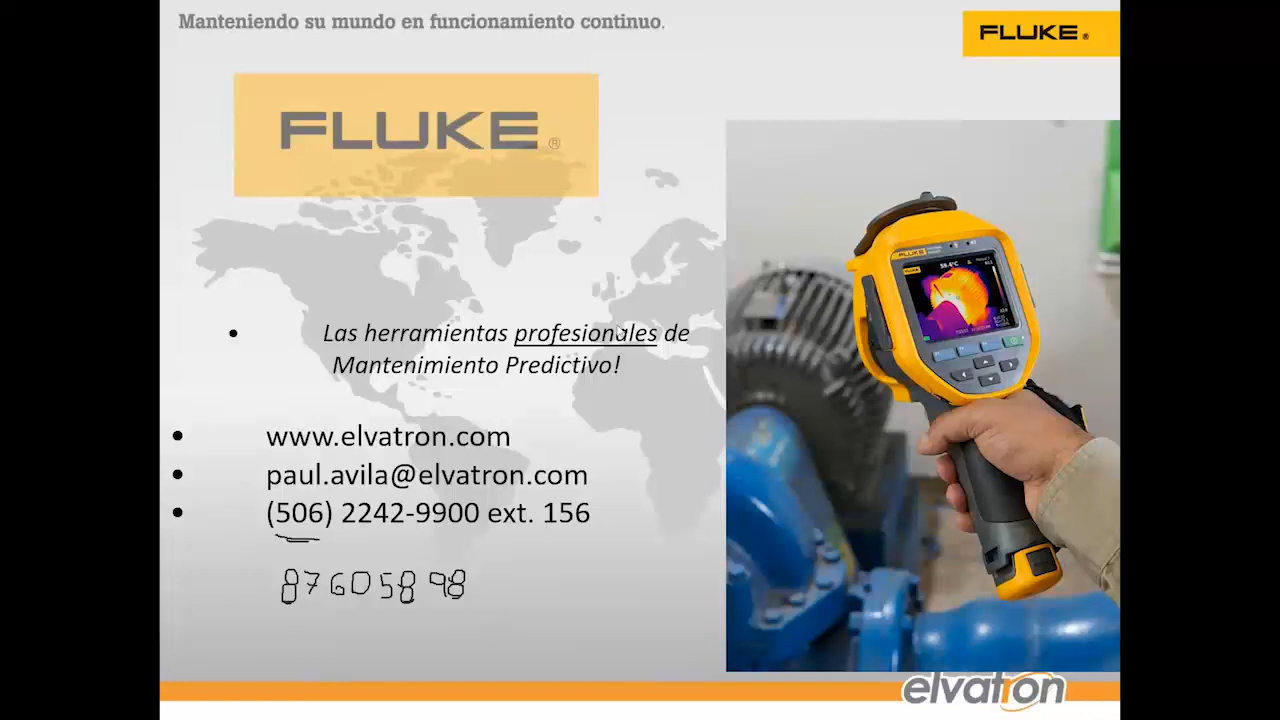 Manteniendo su mundo en funcionamiento continuo.
FLUKE®
FLUKE®
FLUKE
• Las herramientas profesionales de
Mantenimiento Predictivo!
• www.elvatron.com
• paul.avila@elvatron.com
• (506) 2242-9900 ext. 156
87605898
elvatron